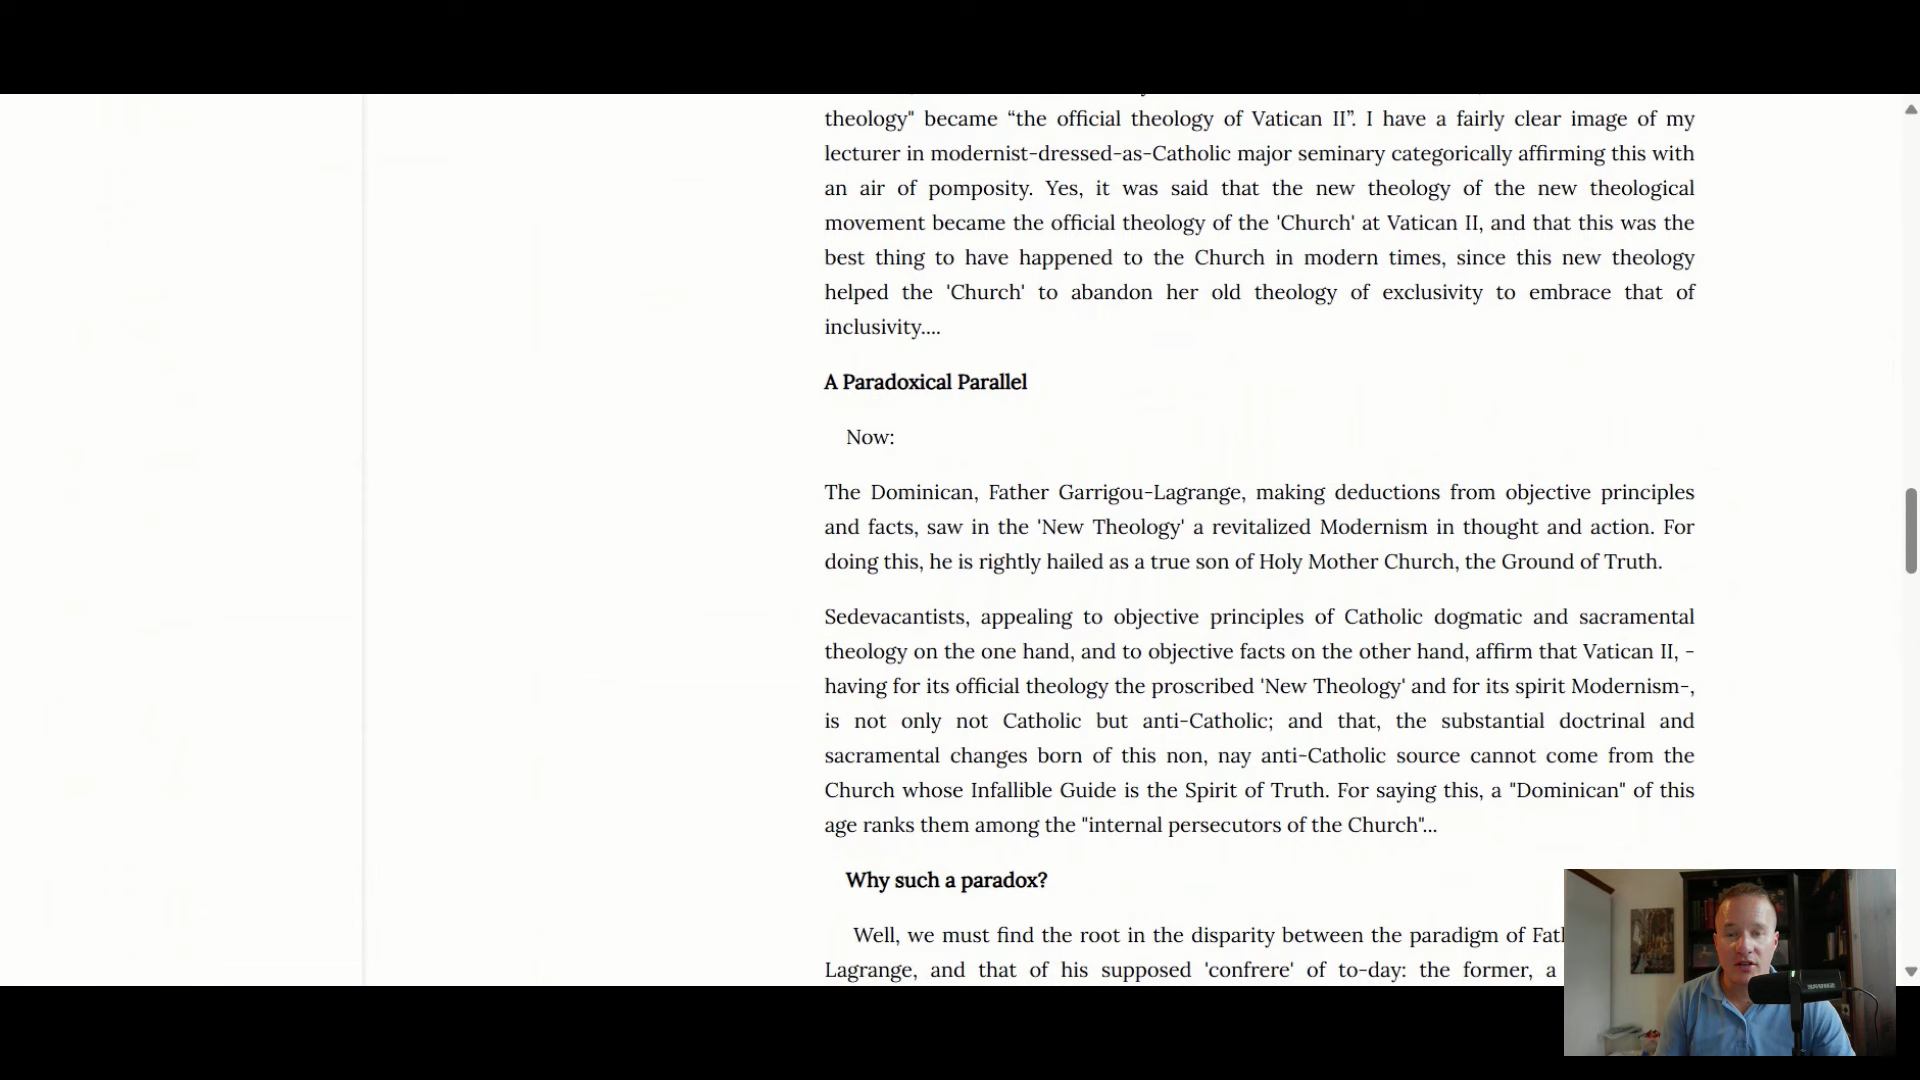 theology" became “the official theology of Vatican II”. I have a fairly clear image of my
lecturer in modernist-dressed-as-Catholic major seminary categorically affirming this with
an air of pomposity. Yes, it was said that the new theology of the new theological
movement became the official theology of the 'Church' at Vatican II, and that this was the
best thing to have happened to the Church in modern times, since this new theology
helped the 'Church' to abandon her old theology of exclusivity to embrace that of
inclusivity....
A Paradoxical Parallel
Now:
The Dominican, Father Garrigou-Lagrange, making deductions from objective principles
and facts, saw in the 'New Theology' a revitalized Modernism in thought and action. For
doing this, he is rightly hailed as a true son of Holy Mother Church, the Ground of Truth.
Sedevacantists, appealing to objective principles of Catholic dogmatic and sacramental
theology on the one hand, and to objective facts on the other hand, affirm that Vatican II, -
having for its official theology the proscribed 'New Theology' and for its spirit Modernism-,
is not only not Catholic but anti-Catholic; and that, the substantial doctrinal and
sacramental changes born of this non, nay anti-Catholic source cannot come from the
Church whose Infallible Guide is the Spirit of Truth. For saying this, a "Dominican" of this
age ranks them among the "internal persecutors of the Church"...
Why such a paradox?
Well, we must find the root in the disparity between the paradigm of
Lagrange, and that of his supposed 'confrere' of to-day: the former, a